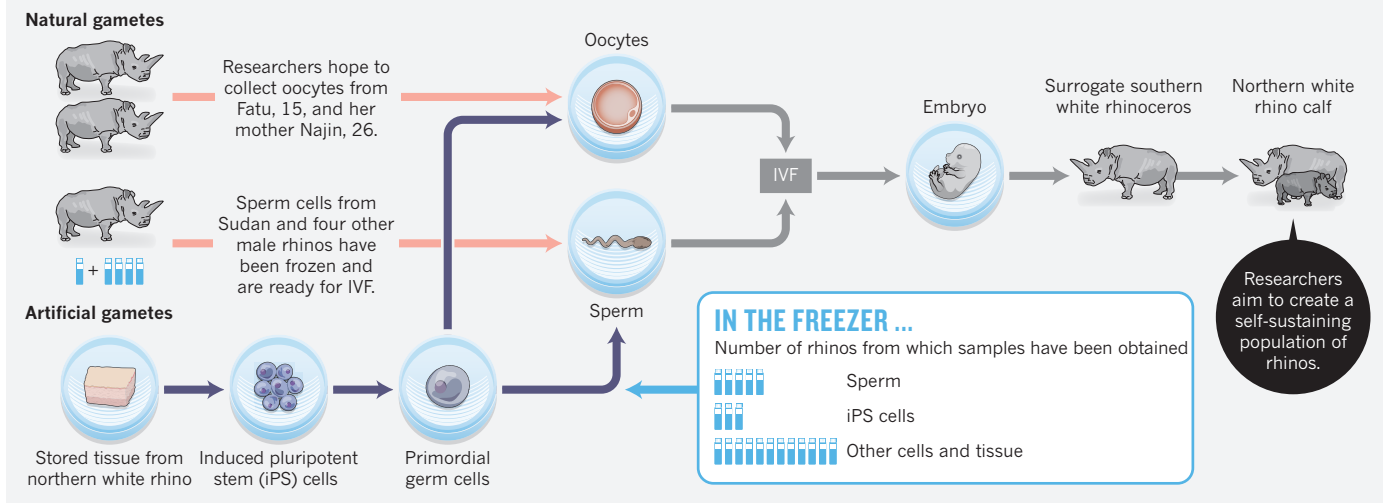 Natural gametes
Researchers hope to
collect oocytes from
Fatu, 15, and her
mother Najin, 26.
Oocytes
Sperm cells from
Sudan and four other
male rhinos have
been frozen and
are ready for IVF.
+
Sperm
IVF
Embryo
Surrogate southern
white rhinoceros
Northern white
rhino calf
Researchers
aim to create a
self-sustaining
population of
rhinos.
Artificial gametes
Stored tissue from
northern white rhino
Induced pluripotent
stem (iPS) cells
Primordial
germ cells
IN THE FREEZER ...
Number of rhinos from which samples have been obtained
Sperm
iPS cells
Other cells and tissue